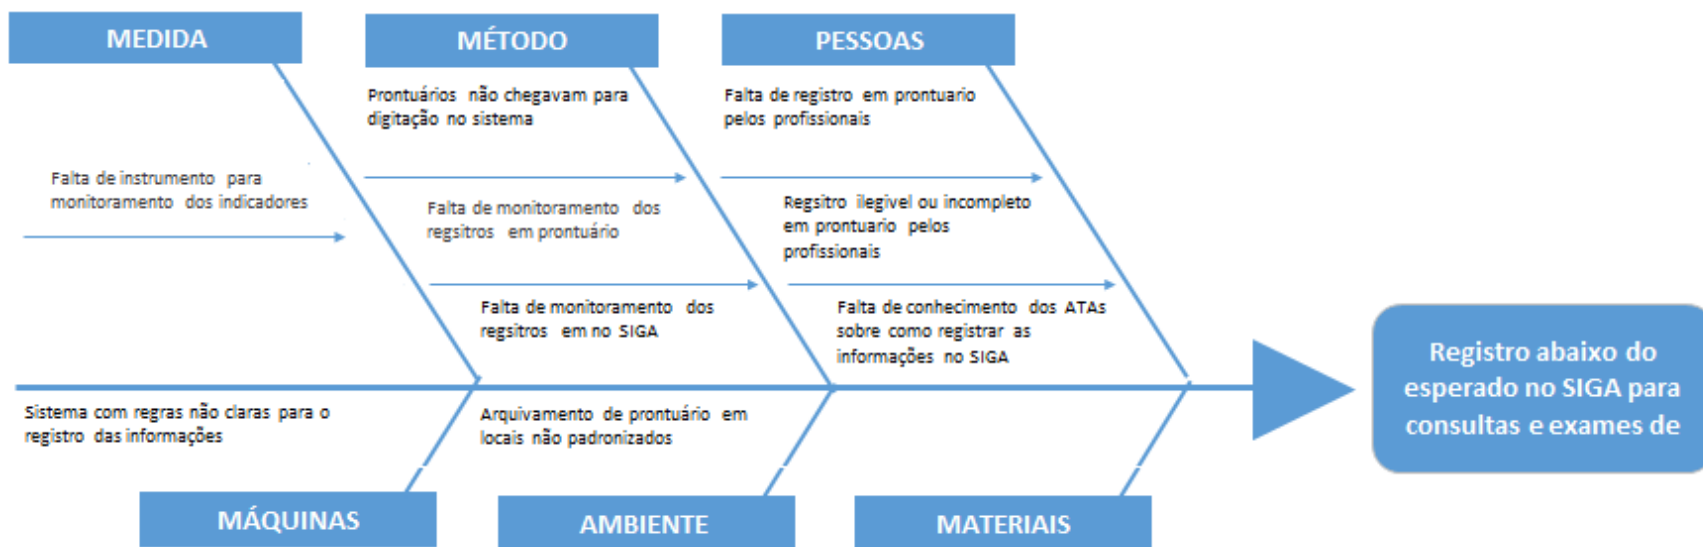 MEDIDA
MÉTODO
PESSOAS
Prontuários não chegavam para
digitação no sistema
Falta de registro em prontuario
pelos profissionais
Falta de instrumento para
monitoramento dos indicadores
Falta de monitoramento dos
regsitros em prontuário
Regsitro ilegivel ou incompleto
em prontuario pelos
profissionais
Falta de monitoramento dos
regsitros em no SIGA
Falta de conhecimento dos ATAs
sobre como registrar as
informações no SIGA
Registro abaixo do
esperado no SIGA para
consultas e exames de
Sistema com regras não claras para o
registro das informações
Arquivamento de prontuário em
locais não padronizados
MÁQUINAS
AMBIENTE
MATERIAIS